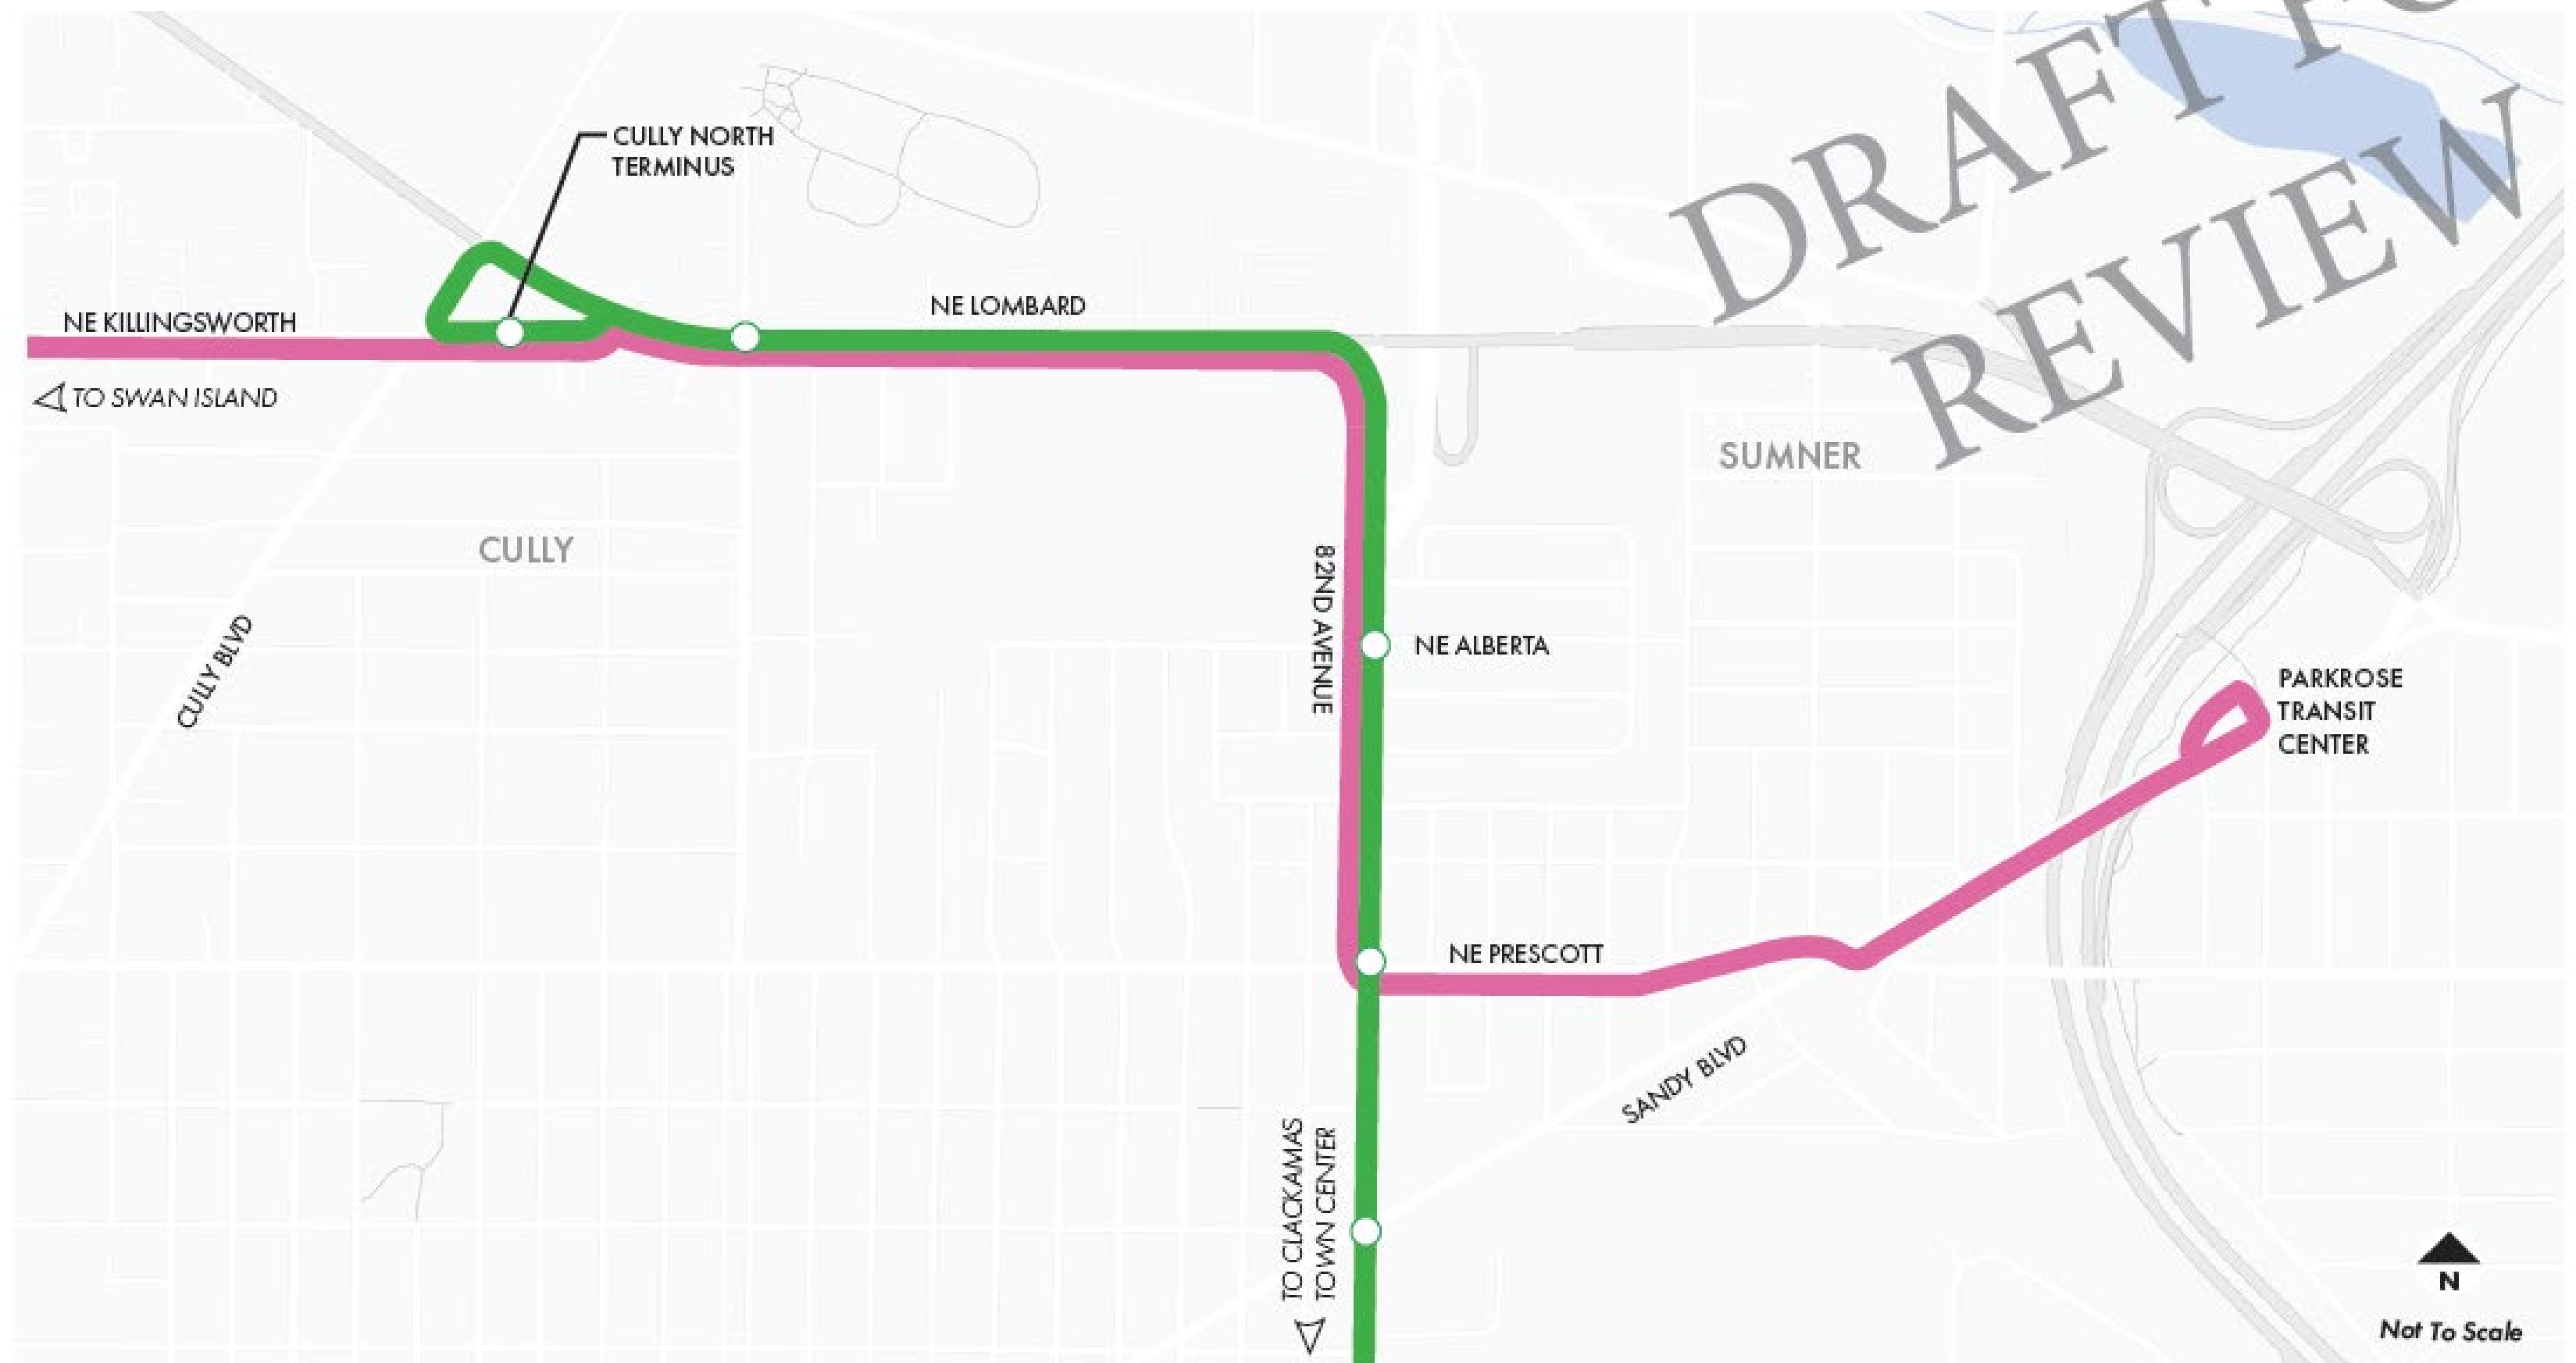 DRAFT FO
REVIEW
CULLY NORTH
TERMINUS
NE LOMBARD
NE KILLINGSWORTH
TO SWAN ISLAND
SUMNER
CULLY
82ND AVENUE
CULLY BLVD
NE ALBERTA
PARKROSE
TRANSIT
CENTER
NE PRESCOTT
SANDY BLVD
TO CLACKAMAS
TOWN CENTER
N
Not To Scale